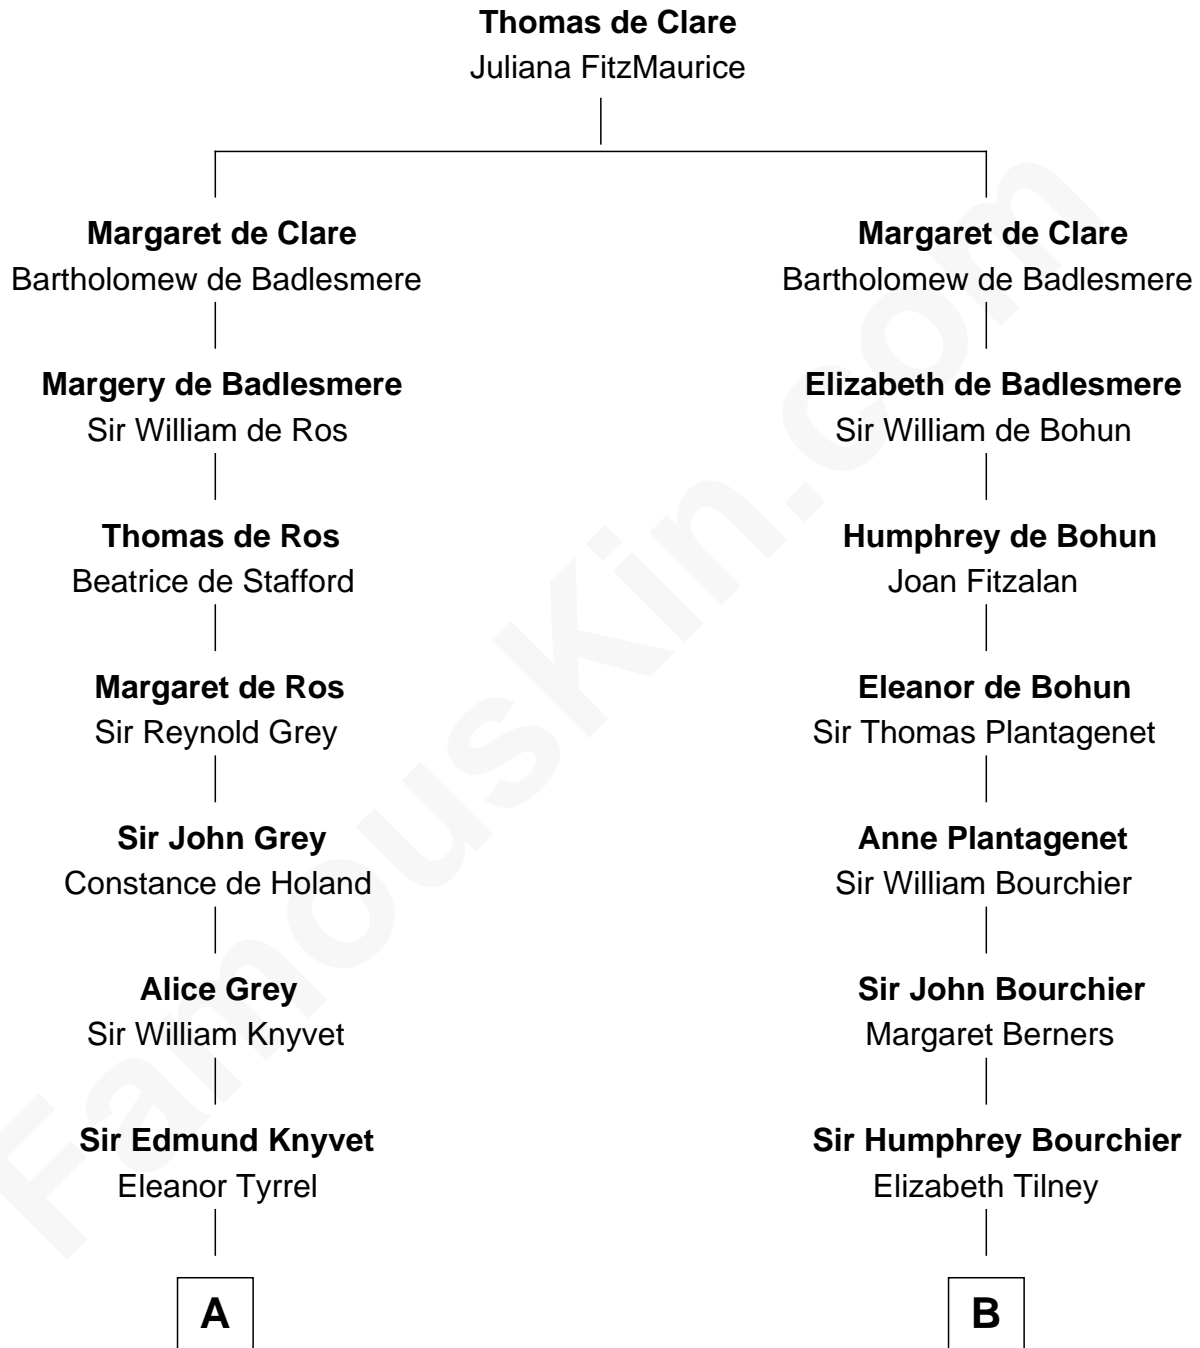 Thomas de Clare
Juliana FitzMaurice
Margaret de Clare
Bartholomew de Badlesmere
Margaret de Clare
Bartholomew de Badlesmere
Margery de Badlesmere
Sir William de Ros
Elizabeth de Badlesmere
Sir William de Bohun
Thomas de Ros
Beatrice de Stafford
Humphrey de Bohun
Joan Fitzalan
Margaret de Ros
Sir Reynold Grey
Eleanor de Bohun
Sir Thomas Plantagenet
Sir John Grey
Constance de Holand
Anne Plantagenet
Sir William Bourchier
Alice Grey
Sir William Knyvet
Sir John Bourchier
Margaret Berners
Sir Edmund Knyvet
Eleanor Tyrrel
Sir Humphrey Bourchier
Elizabeth Tilney
A
B
FamousKin.com